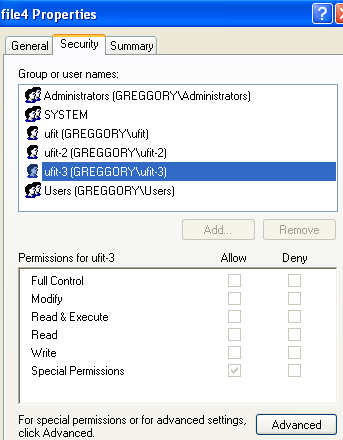 file4 Properties
General Security Summary
Group or user names:
Administrators (GREGGORY\Administrators)
SYSTEM
ufit (GREGGORY\ufit)
ufit-2 (GREGGORY\ufit-2)
ufit-3 (GREGGORY\ufit-3)
Users (GREGGORY\Users)
Add... Remove
Permissions for ufit-3 Allow Deny
Full Control
Modify
Read & Execute
Read
Write
Special Permissions
For special permissions or for advanced settings,
click Advanced. Advanced